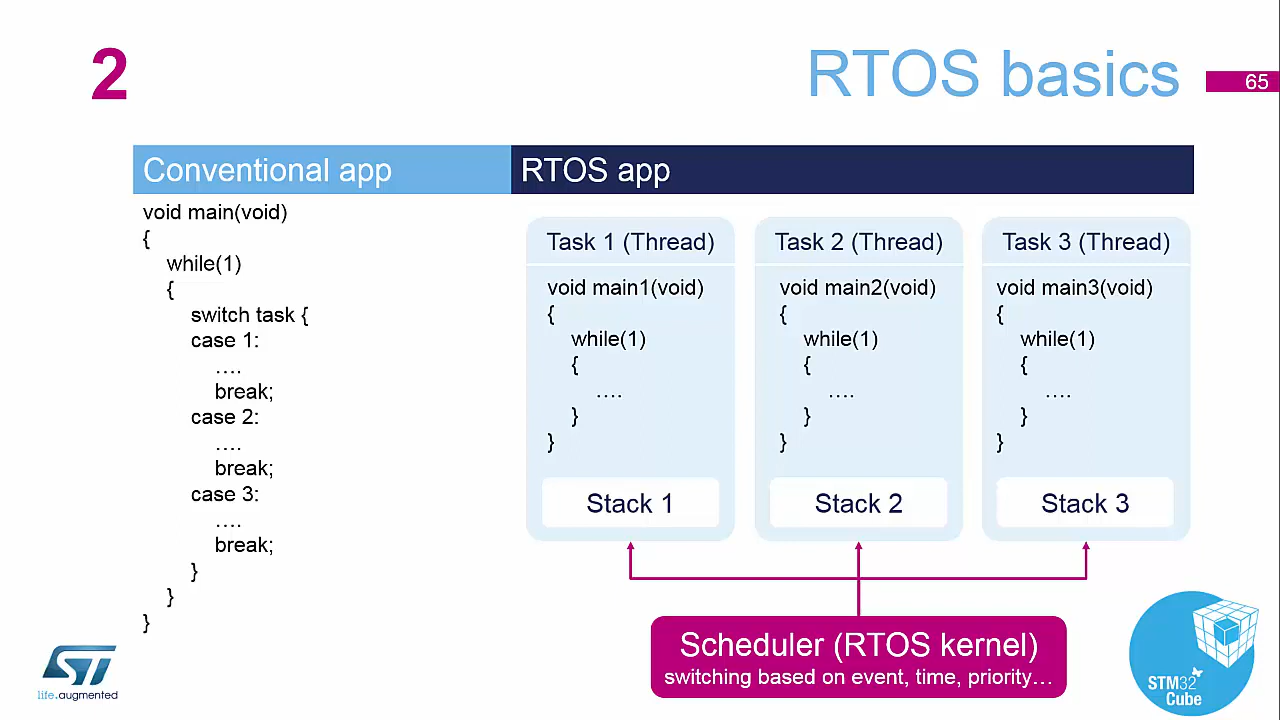 2
RTOS basics
65
Conventional app
void main(void)
{
while(1)
{
switch task {
case 1:
....
break;
case 2:
....
break;
case 3:
....
break;
}
}
}
RTOS app
Task 1 (Thread)
void main1(void)
{
while(1)
{
....
}
}
Stack 1
Task 2 (Thread)
void main2(void)
{
while(1)
{
....
}
}
Stack 2
Task 3 (Thread)
void main3(void)
{
while(1)
{
....
}
}
Stack 3
Scheduler (RTOS kernel)
switching based on event, time, priority...
ST
life.augmented
STM32
Cube